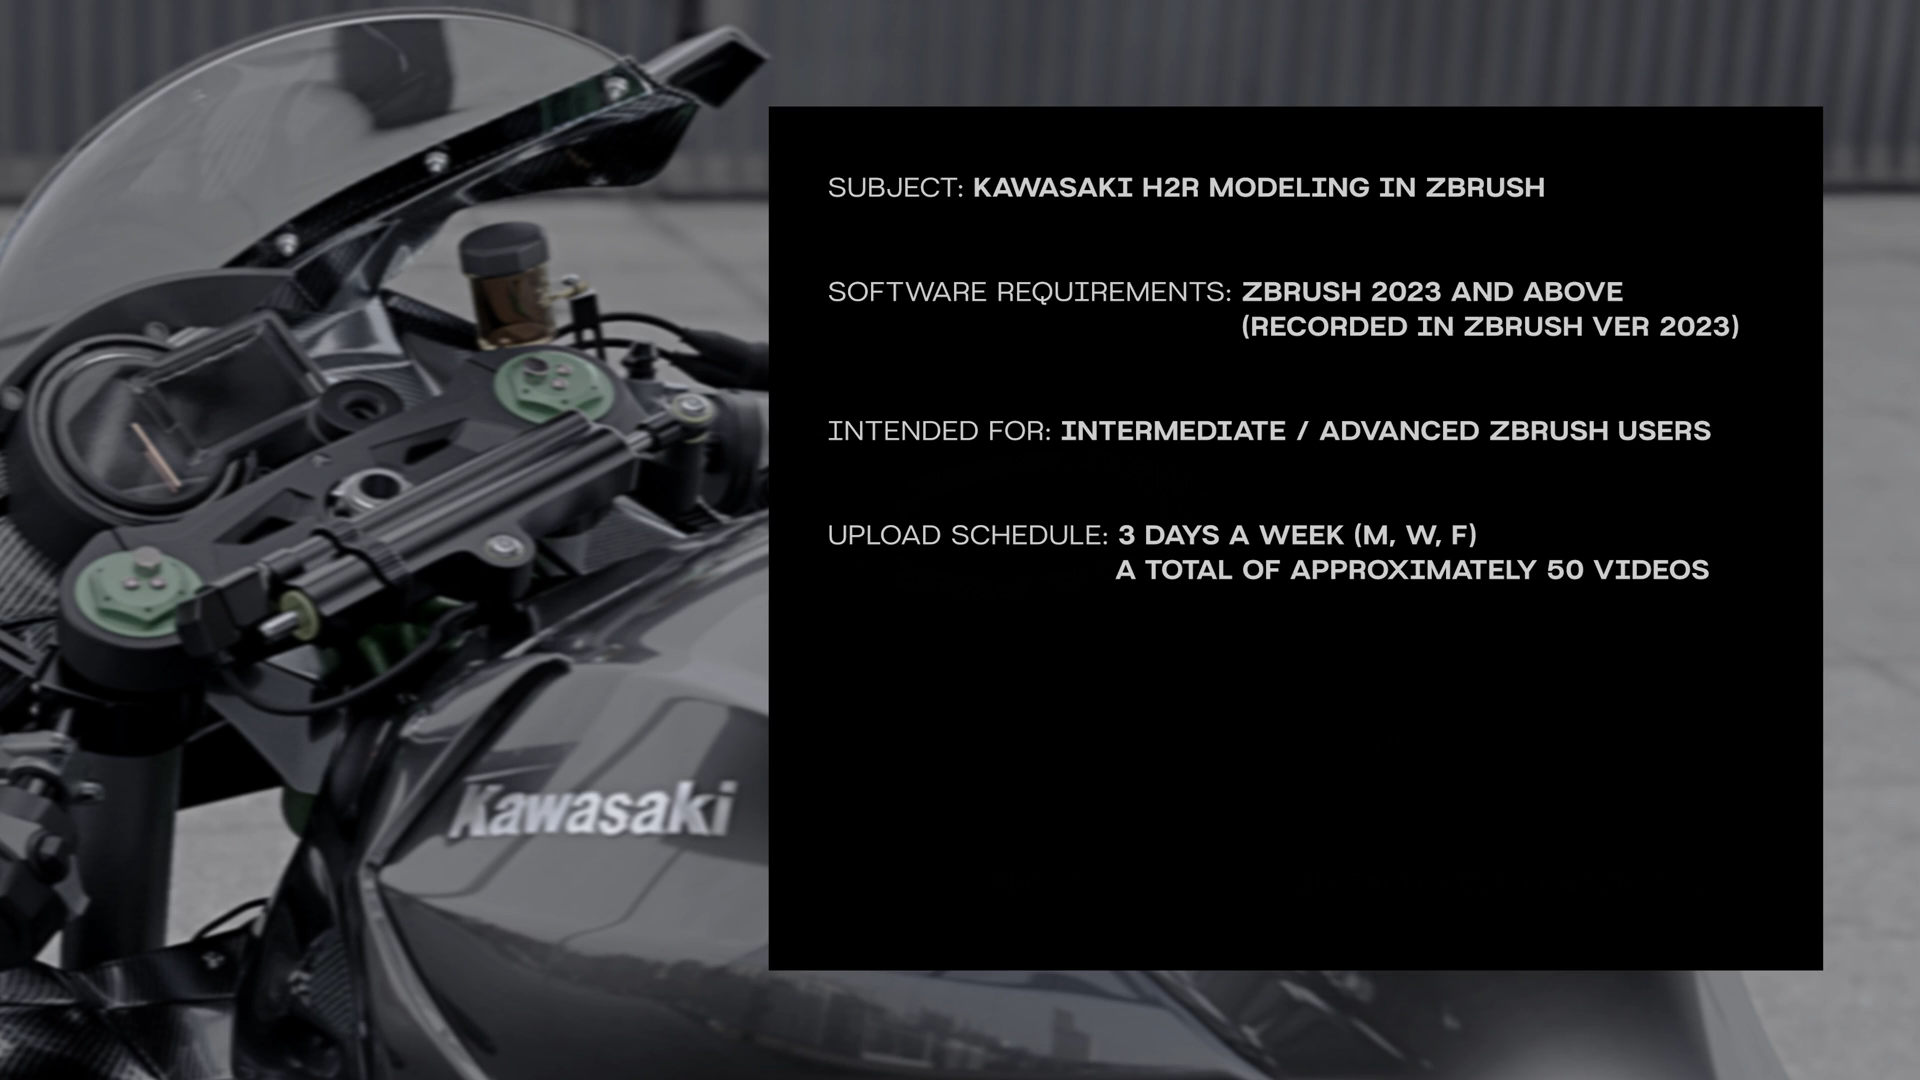 SUBJECT: KAWASAKI H2R MODELING IN ZBRUSH
SOFTWARE REQUIREMENTS: ZBRUSH 2023 AND ABOVE
(RECORDED IN ZBRUSH VER 2023)
INTENDED FOR: INTERMEDIATE / ADVANCED ZBRUSH USERS
UPLOAD SCHEDULE: 3 DAYS A WEEK (M, W, F)
A TOTAL OF APPROXIMATELY 50 VIDEOS
Kawasaki